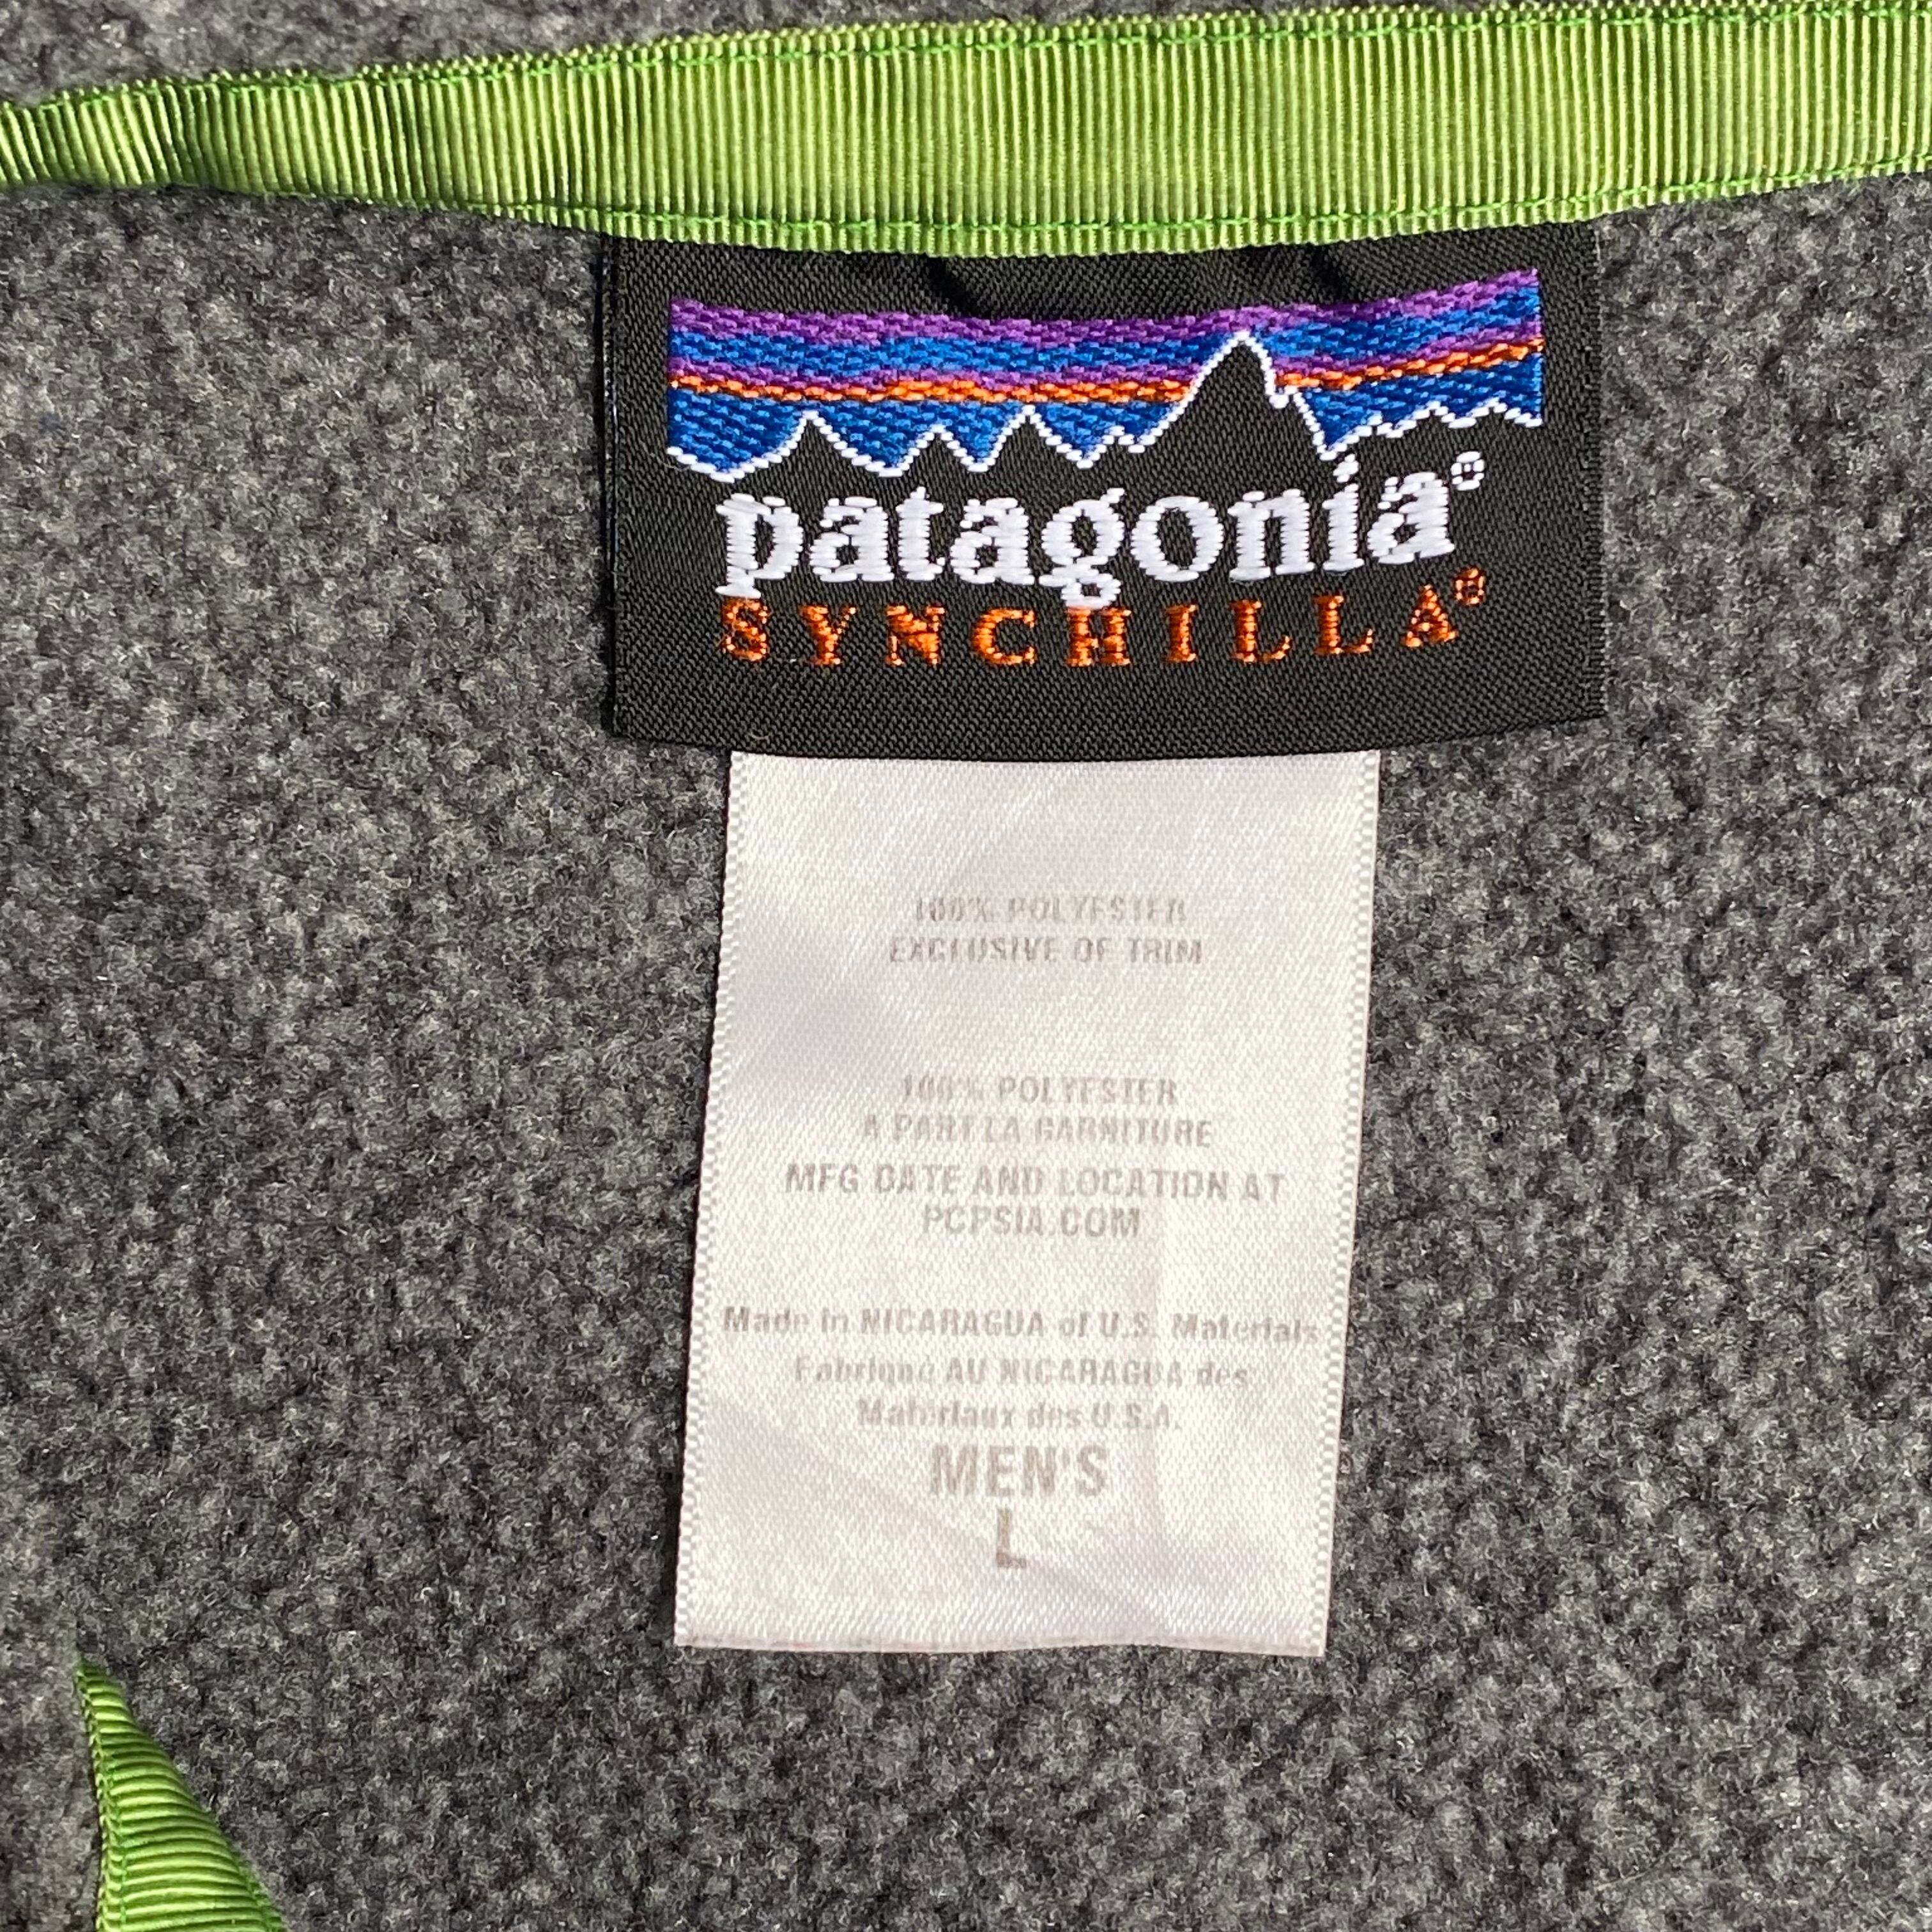 patagonia®
SYNCHILLA®
100% POLYESTER
EXCLUSIVE OF TRIM
100% POLYESTER
A PART LA GARNITURE
MFG DATE AND LOCATION AT
PCPSIA.COM
Made in NICARAGUA of U.S. Materials
Fabriqué AU NICARAGUA des
Materiaux des U.S.A.
MEN'S
L